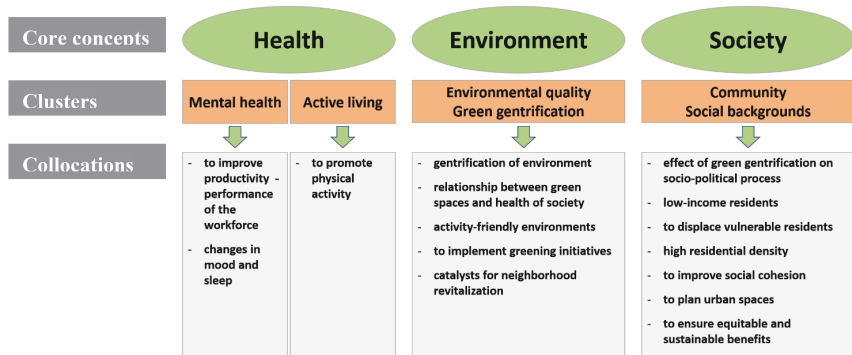 Core concepts
Health
Environment
Society
Clusters
Mental health
Active living
Environmental quality
Green gentrification
Community
Social backgrounds
Collocations
- to improve
productivity -
performance
of the
workforce
- changes in
mood and
sleep
- to promote
physical
activity
- gentrification of environment
- relationship between green
spaces and health of society
- activity-friendly environments
- to implement greening initiatives
- catalysts for neighborhood
revitalization
- effect of green gentrification on
socio-political process
- low-income residents
- to displace vulnerable residents
- high residential density
- to improve social cohesion
- to plan urban spaces
- to ensure equitable and
sustainable benefits